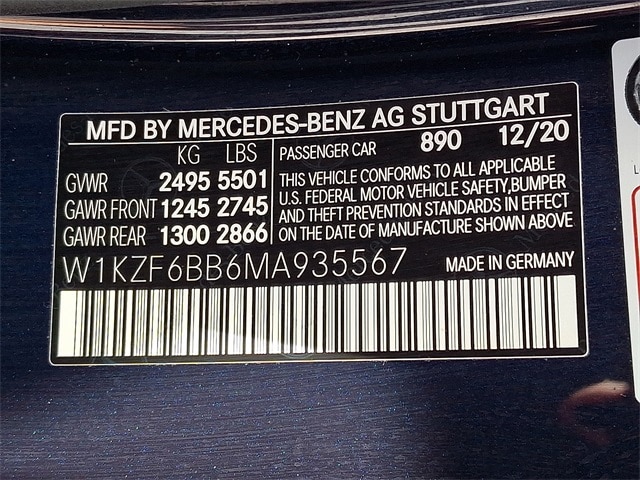 MFD BY MERCEDES-BENZ AG STUTTGART
KG LBS
GVWR 2495 5501
GAWR FRONT 1245 2745
GAWR REAR 1300 2866
PASSENGER CAR 890 12/20
THIS VEHICLE CONFORMS TO ALL APPLICABLE
U.S. FEDERAL MOTOR VEHICLE SAFETY, BUMPER
AND THEFT PREVENTION STANDARDS IN EFFECT
ON THE DATE OF MANUFACTURE SHOWN ABOVE
W1KZF6BB6MA935567 MADE IN GERMANY